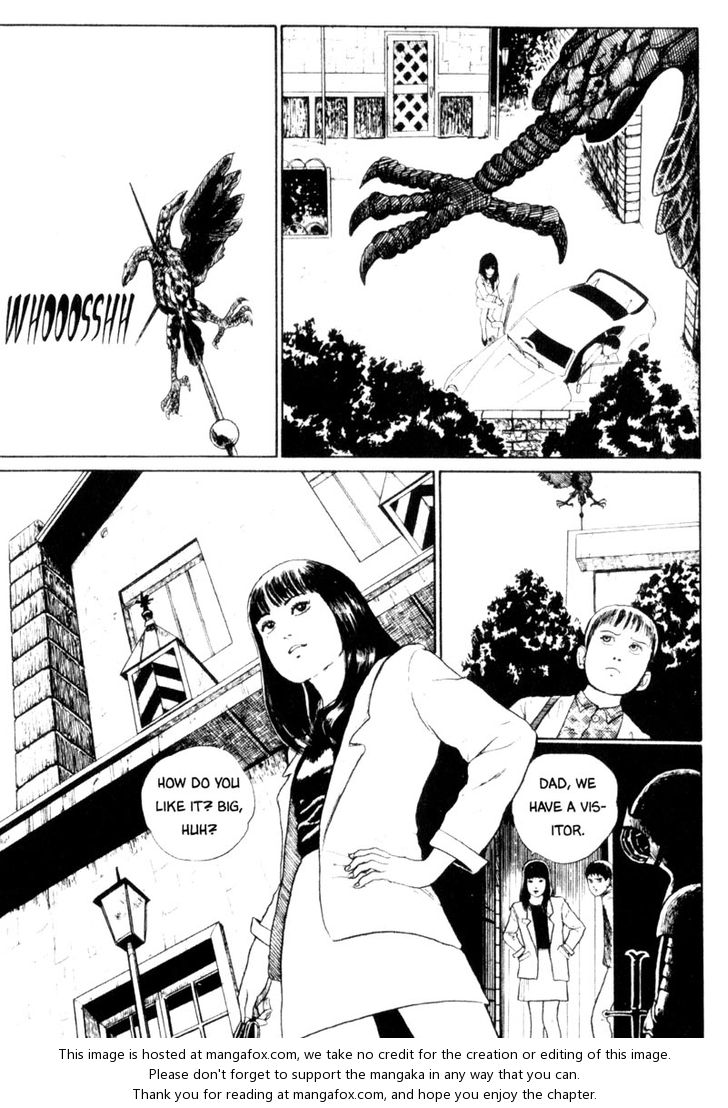 WHOOOSSHH
HOW DO YOU
LIKE IT? BIG,
HUH?
DAD, WE
HAVE A VIS-
ITOR.
This image is hosted at mangafox.com, we take no credit for the creation or editing of this image.
Please don't forget to support the mangaka in any way that you can.
Thank you for reading at mangafox.com, and hope you enjoy the chapter.